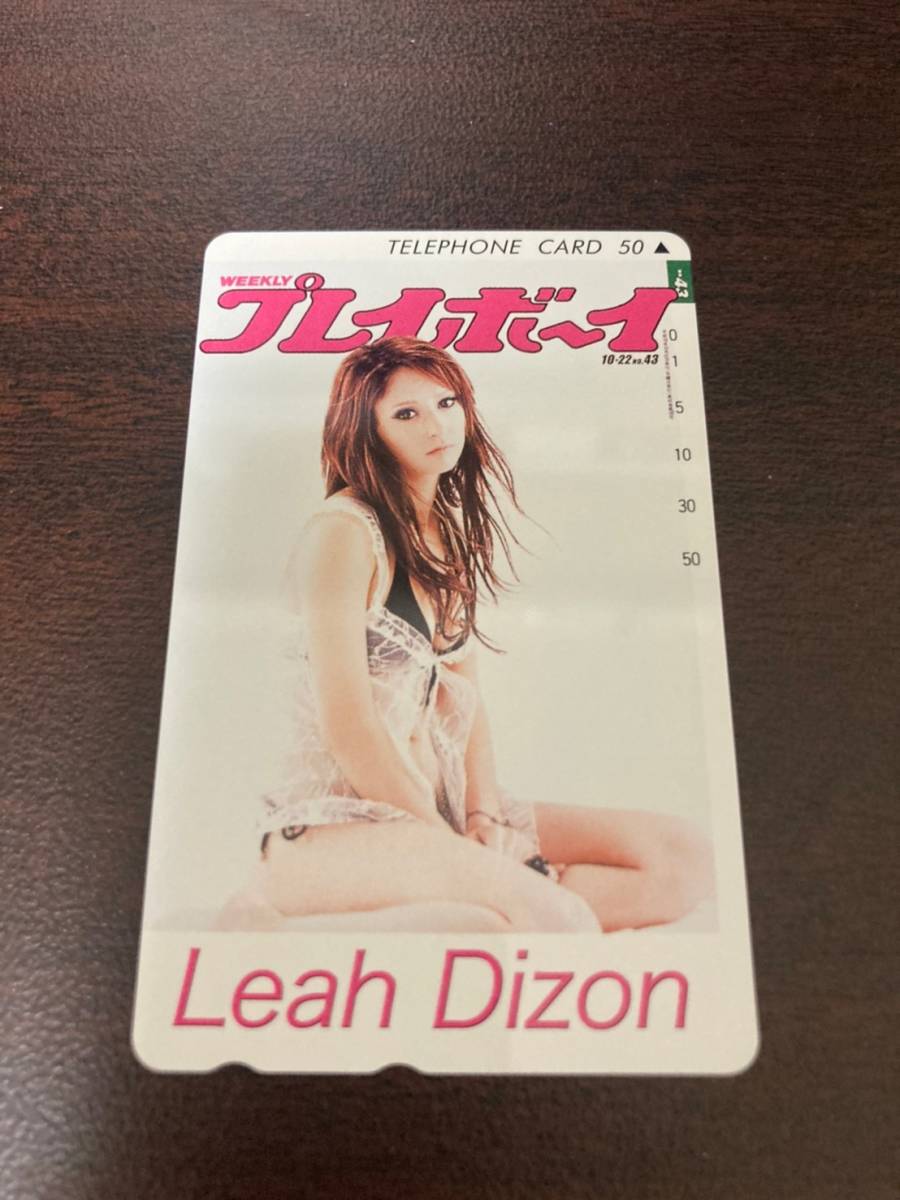 TELEPHONE CARD 50 ▲
WEEKLY
プレイボーイ
10・22 NO.43
0
1
5
10
30
50
Leah Dizon